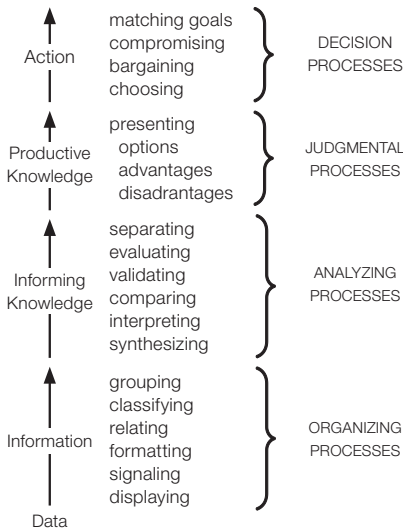 Action
matching goals
compromising
bargaining
choosing
DECISION
PROCESSES
Productive
Knowledge
presenting
options
advantages
disadrantages
JUDGMENTAL
PROCESSES
Informing
Knowledge
separating
evaluating
validating
comparing
interpreting
synthesizing
ANALYZING
PROCESSES
Information
grouping
classifying
relating
formatting
signaling
displaying
ORGANIZING
PROCESSES
Data